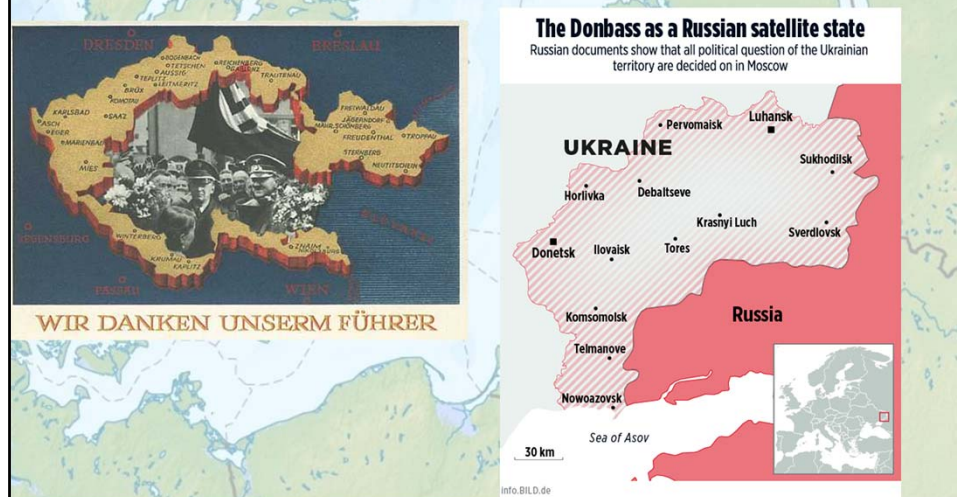 DRESDEN
BRESLAU
BODENBACH
TETSCHEN
AUSSIG
TEPLITZ
LEITMERITZ
BRÜX
KOMOTAU
SAAZ
REICHENBERG
GABLONZ
TRAUTENAU
KARLSBAD
ASCH
EGER
MARIENBAD
MIES
FREIWALDAU
JÄGERNDORF
MÄHR.SCHÖNBERG
FREUDENTHAL
TROPPAU
STERNBERG
NEUTITSCHEIN
WINTERBERG
KRUMAU
KAPLITZ
ZNAIM
NIKOLSBURG
PASSAU
WIEN
WIR DANKEN UNSERM FÜHRER
The Donbass as a Russian satellite state
Russian documents show that all political question of the Ukrainian
territory are decided on in Moscow
Pervomaisk
Luhansk
UKRAINE
Sukhodilsk
Horlivka
Debaltseve
Krasnyi Luch
Sverdlovsk
Donetsk
Ilovaisk
Tores
Komsomolsk
Russia
Telmanove
Nowoazovsk
Sea of Asov
30 km
info.BILD.de